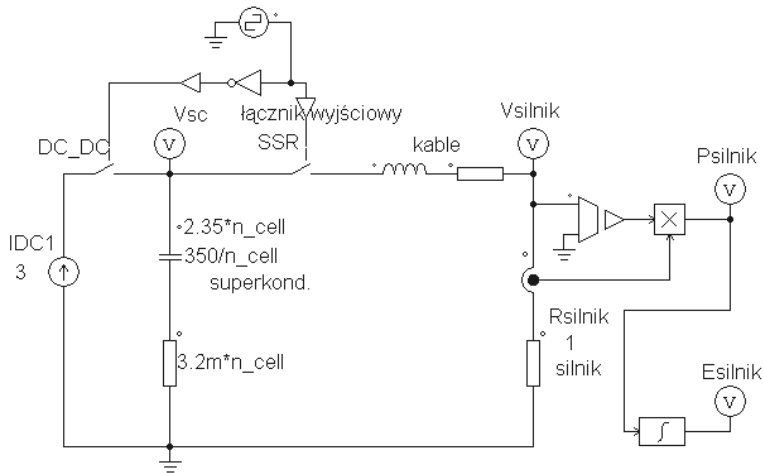 łącznik wyjściowy
SSR
Vsc
DC_DC
kable
Vsilnik
Psilnik
IDC1
3
2.35*n_cell
350/n_cell
superkond.
3.2m*n_cell
V
V
V
V
Rsilnik
1
silnik
Esilnik